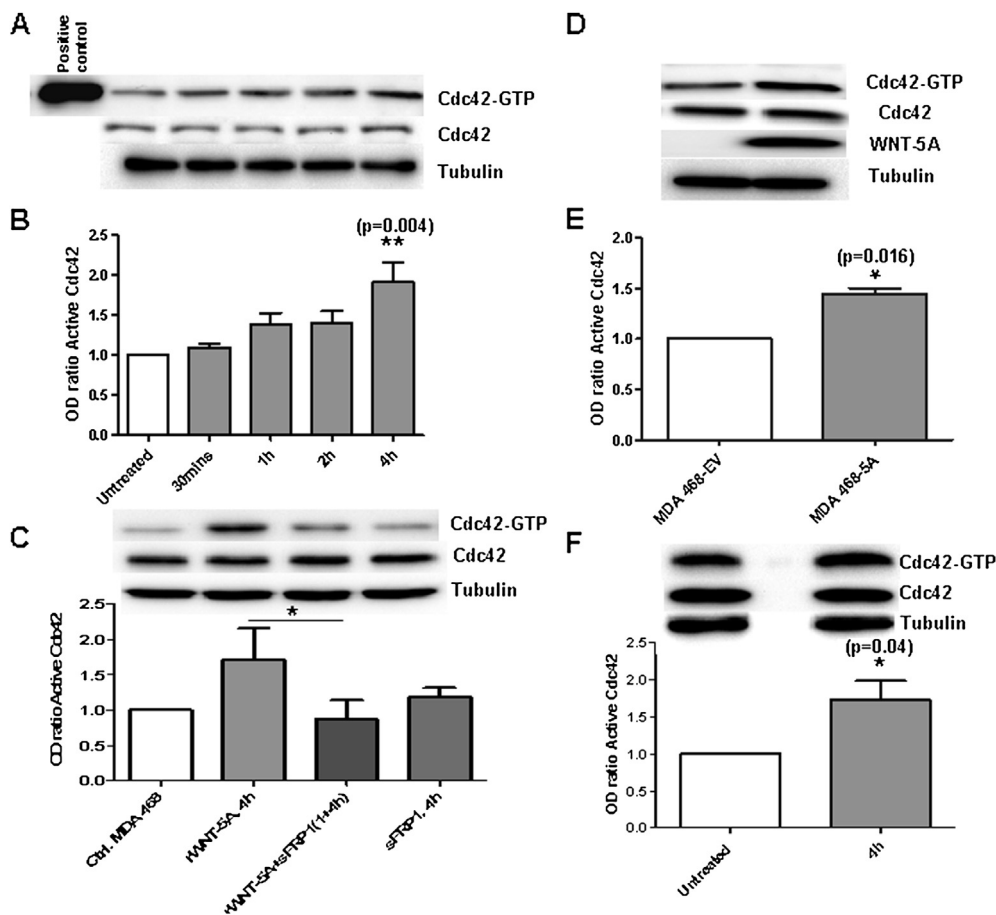 A
Positive control
Cdc42-GTP
Cdc42
Tubulin
B
OD ratio Active Cdc42
2.5
2.0
1.5
1.0
0.5
0.0
(p=0.004)
**
Untreated
30mins
1h
2h
4h
C
Cdc42-GTP
Cdc42
Tubulin
OD ratio Active Cdc42
2.5
2.0
1.5
1.0
0.5
0.0
*
Ctrl. MDA 468
rWNT-5A, 4h
rWNT-5A+sFRP1(1+4h)
sFRP1, 4h
D
Cdc42-GTP
Cdc42
WNT-5A
Tubulin
E
OD ratio Active Cdc42
2.0
1.5
1.0
0.5
0.0
(p=0.016)
*
MDA 468-EV
MDA 468-5A
F
Cdc42-GTP
Cdc42
Tubulin
OD ratio Active Cdc42
2.5
2.0
1.5
1.0
0.5
0.0
(p=0.04)
*
Untreated
4h